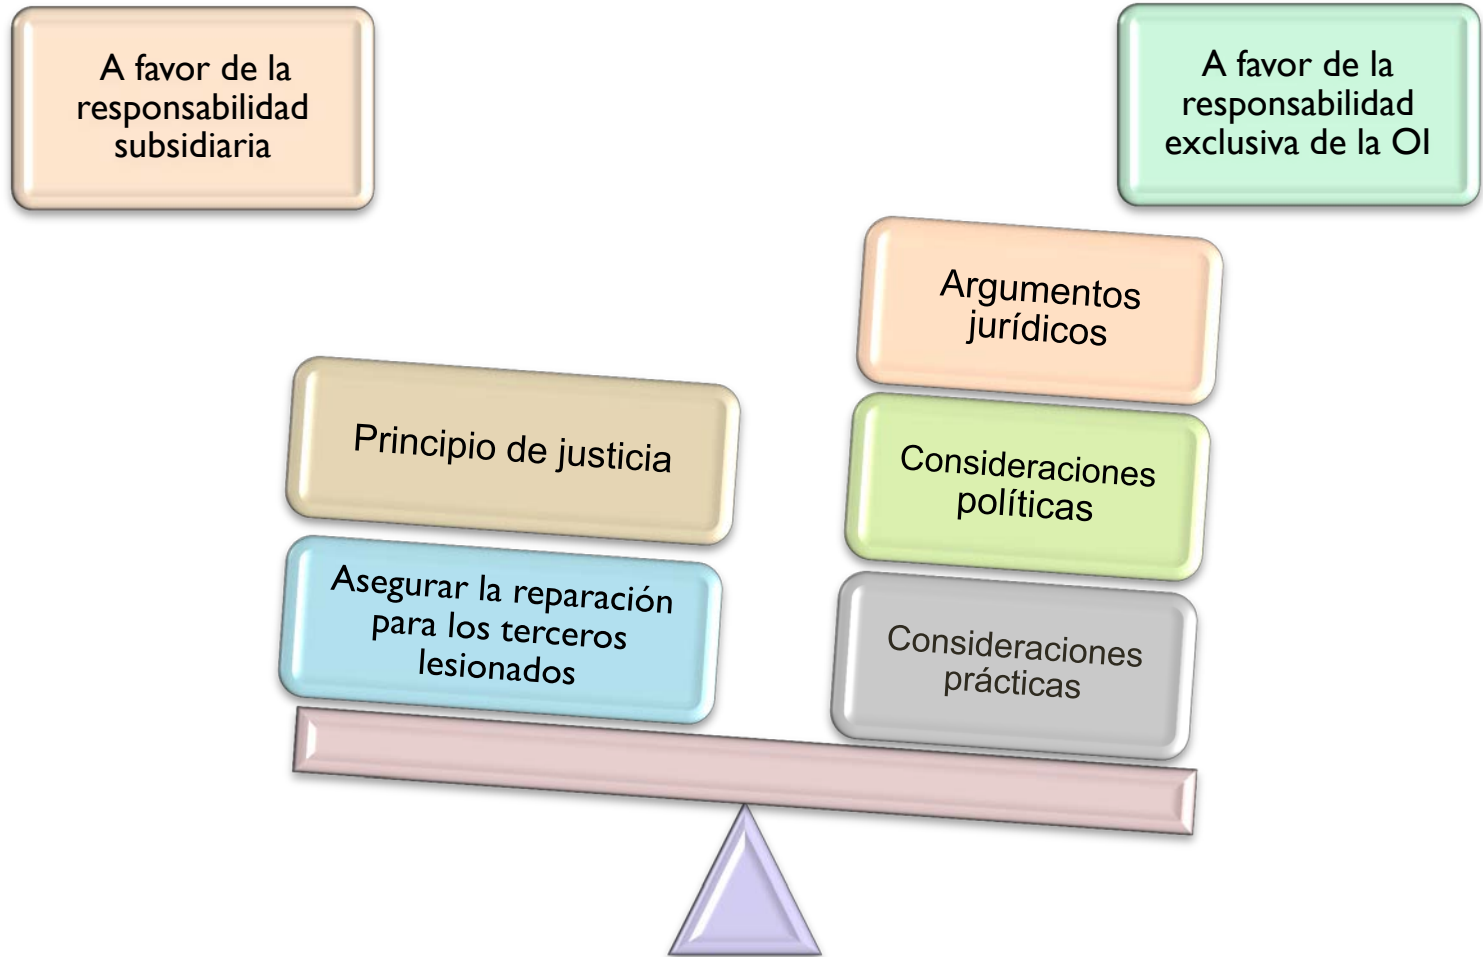 A favor de la
responsabilidad
subsidiaria
A favor de la
responsabilidad
exclusiva de la OI
Principio de justicia
Asegurar la reparación
para los terceros
lesionados
Argumentos
jurídicos
Consideraciones
políticas
Consideraciones
prácticas